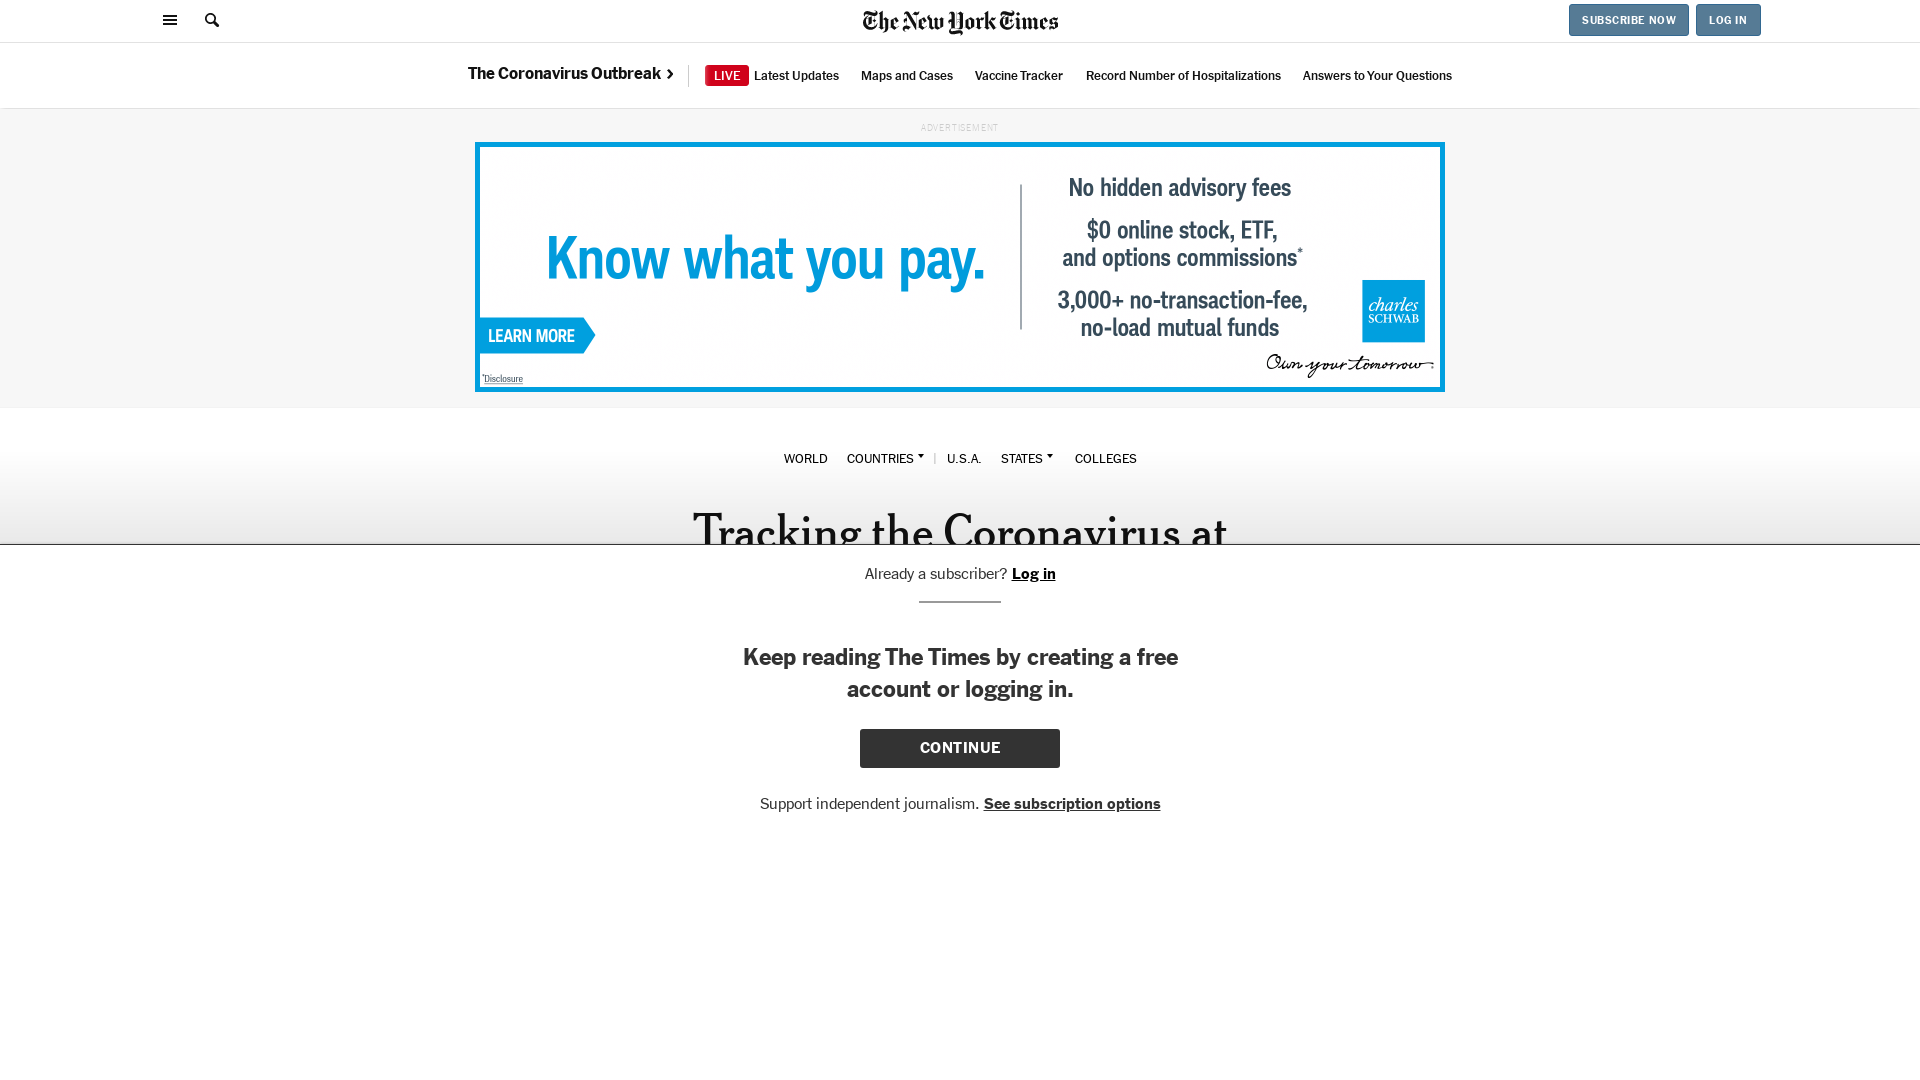 The New York Times
SUBSCRIBE NOW
LOG IN
The Coronavirus Outbreak
LIVE Latest Updates
Maps and Cases
Vaccine Tracker
Record Number of Hospitalizations
Answers to Your Questions
ADVERTISEMENT
Know what you pay.
No hidden advisory fees
$0 online stock, ETF,
and options commissions*
3,000+ no-transaction-fee,
no-load mutual funds
LEARN MORE
charles
SCHWAB
Own your tomorrow
*Disclosure
WORLD COUNTRIES | U.S.A. STATES COLLEGES
Tracking the Coronavirus at
Already a subscriber? Log in
Keep reading The Times by creating a free
account or logging in.
CONTINUE
Support independent journalism. See subscription options